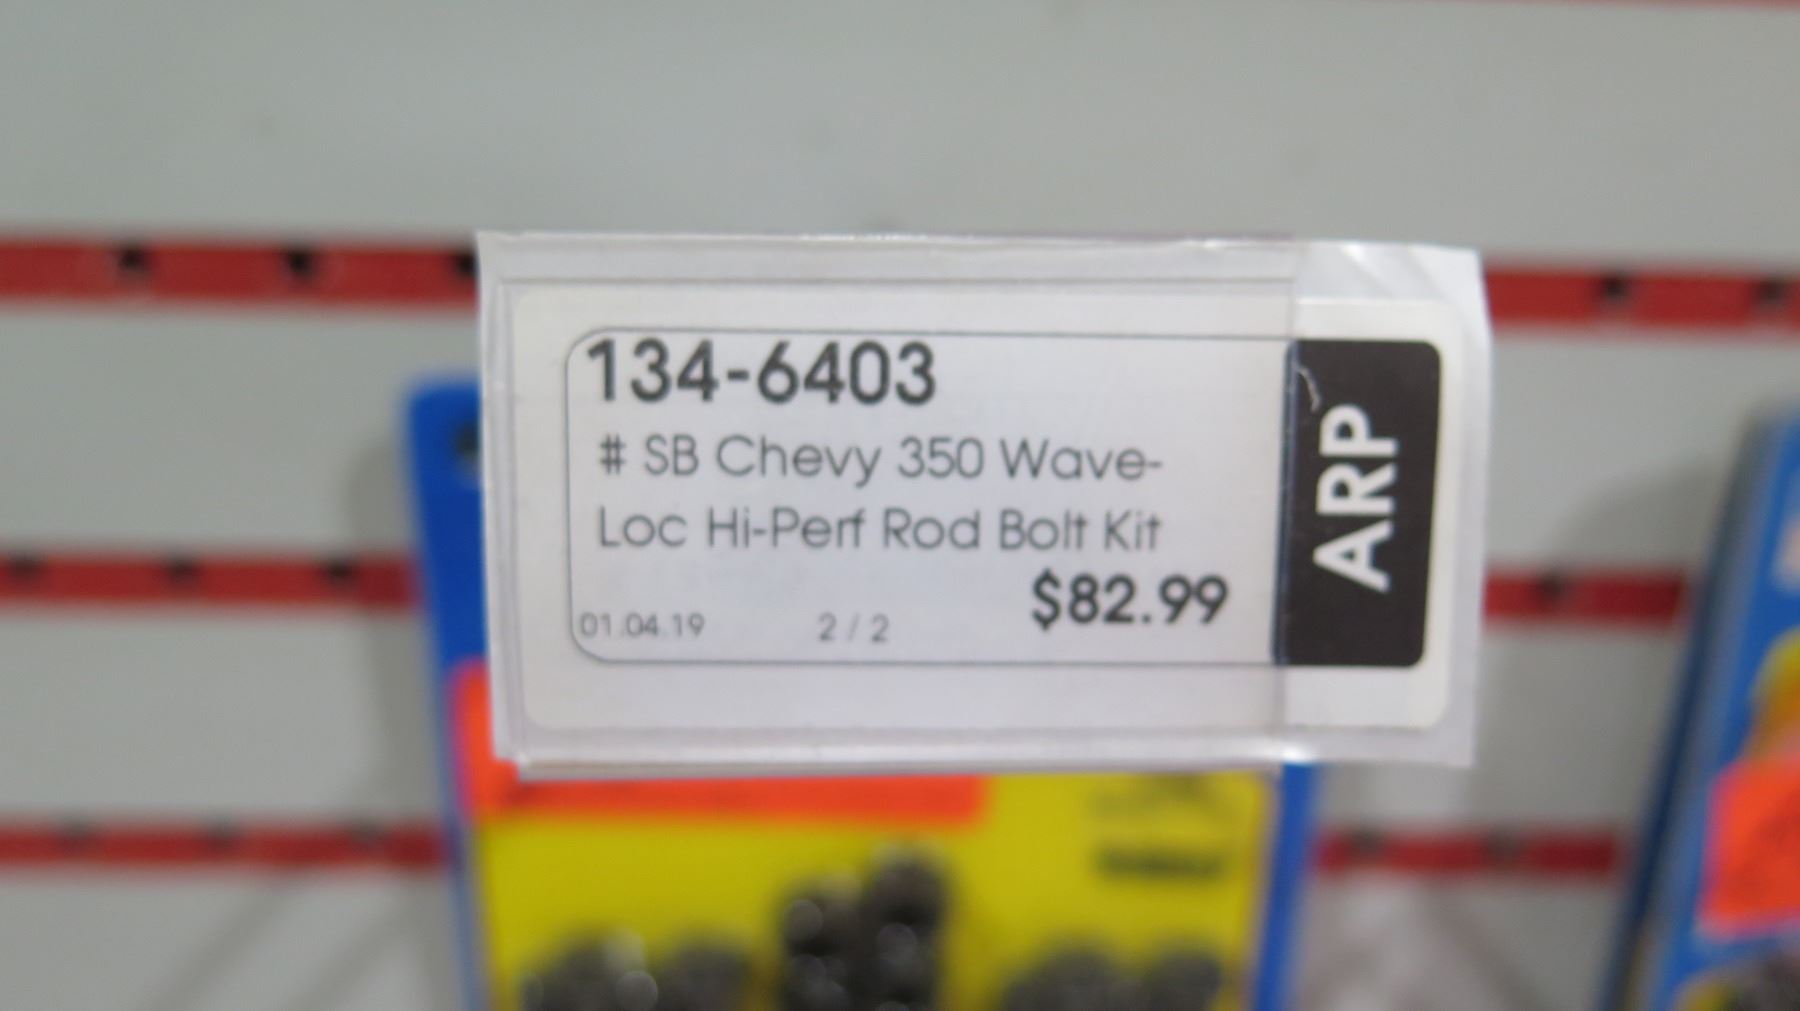 134-6403
# SB Chevy 350 Wave-
Loc Hi-Perf Rod Bolt Kit
$82.99
01.04.19 2/2
ARP